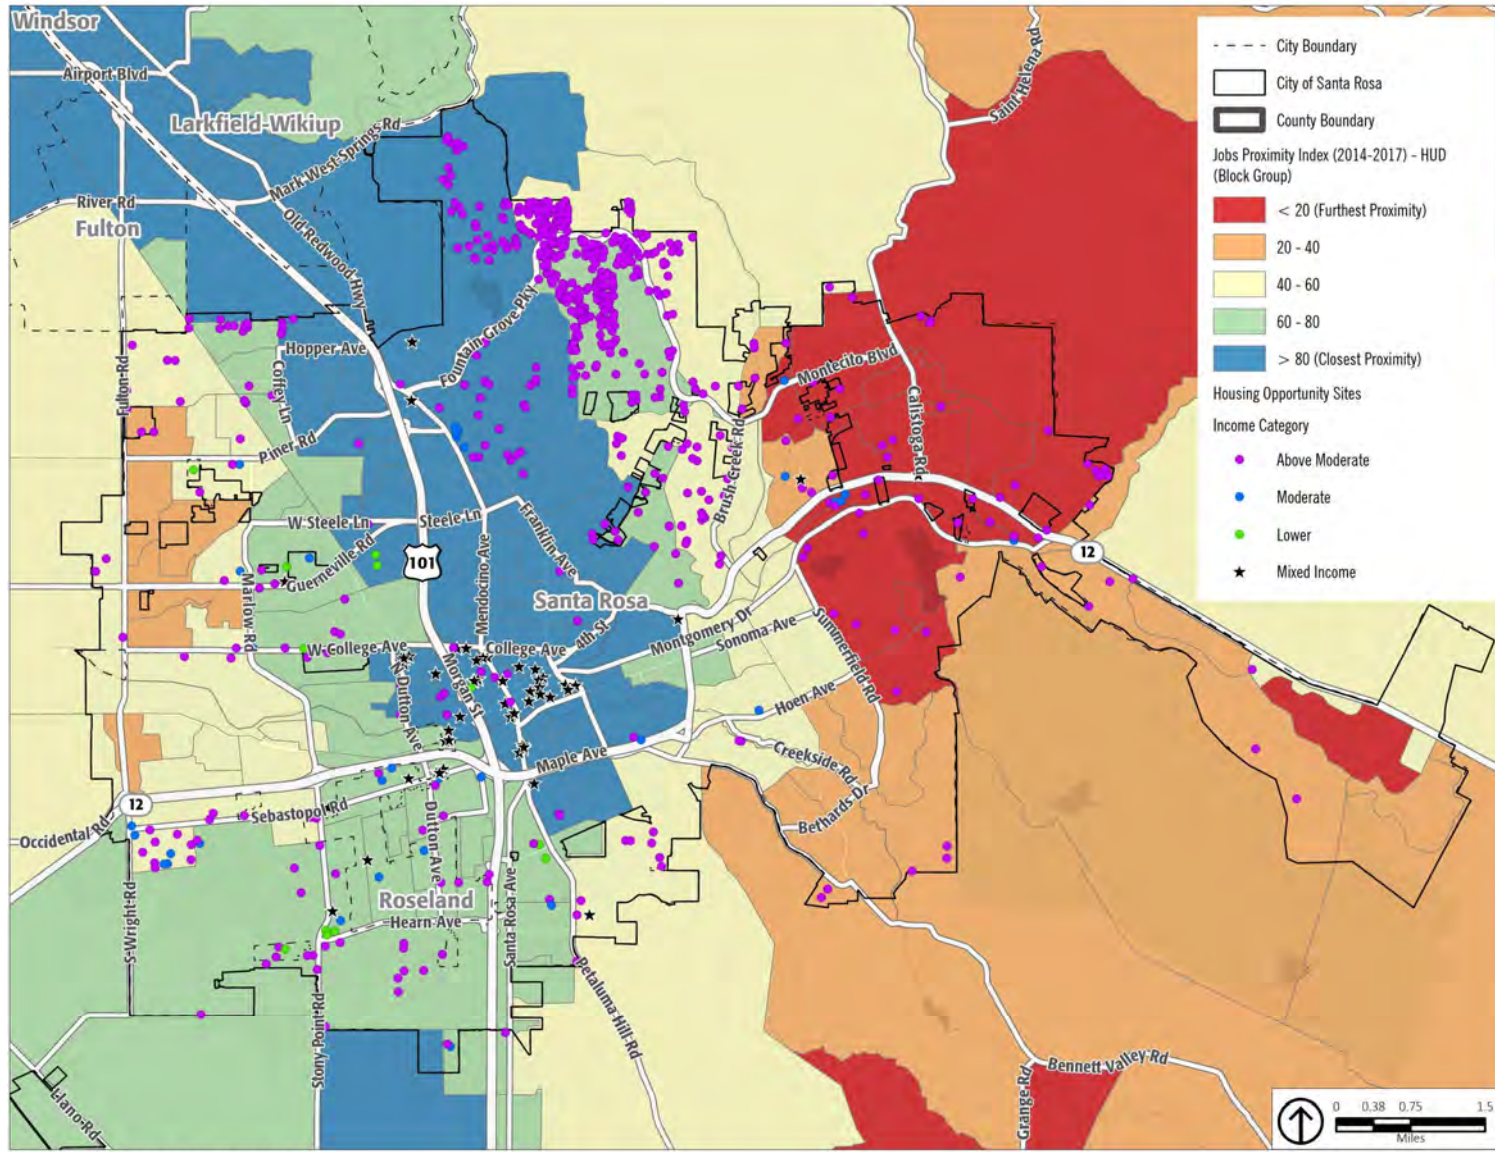 Windsor
Airport Blvd
Larkfield-Wikiup
Mark West Springs Rd
River Rd
Fulton
Old Redwood Hwy
Saint Helena Rd
Fountain Grove Pky
Hopper Ave
Coffey Ln
Fulton Rd
Piner Rd
Montecito Blvd
Calistoga Rd
Brush Creek Rd
W Steele Ln
Steele Ln
Franklin Ave
Guerneville Rd
101
Mendocino Ave
12
Marlow Rd
Santa Rosa
4th St
Montgomery Dr
Sonoma Ave
Summerfield Rd
W College Ave
College Ave
N Dutton Ave
Morgan St
Hoen Ave
Creekside Rd
Maple Ave
Bethards Dr
12
Sebastopol Rd
Occidental Rd
Dutton Ave
S Wright Rd
Roseland
Hearn Ave
Santa Rosa Ave
Stony Point Rd
Petaluma Hill Rd
Llano Rd
Bennett Valley Rd
Grange Rd
City Boundary
City of Santa Rosa
County Boundary
Jobs Proximity Index (2014-2017) - HUD
(Block Group)
< 20 (Furthest Proximity)
20 - 40
40 - 60
60 - 80
> 80 (Closest Proximity)
Housing Opportunity Sites
Income Category
Above Moderate
Moderate
Lower
Mixed Income
0 0.38 0.75 1.5
Miles